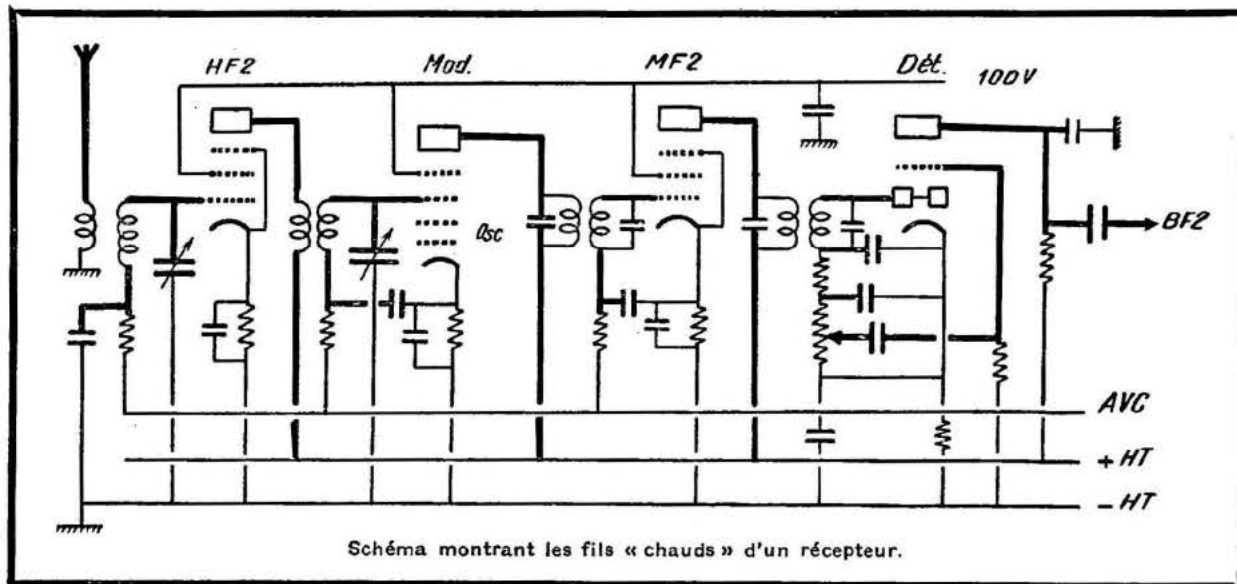 HF2 Mod. MF2 Dét. 100V
Osc
BF2
AVC
+ HT
- HT
Schéma montrant les fils « chauds » d'un récepteur.